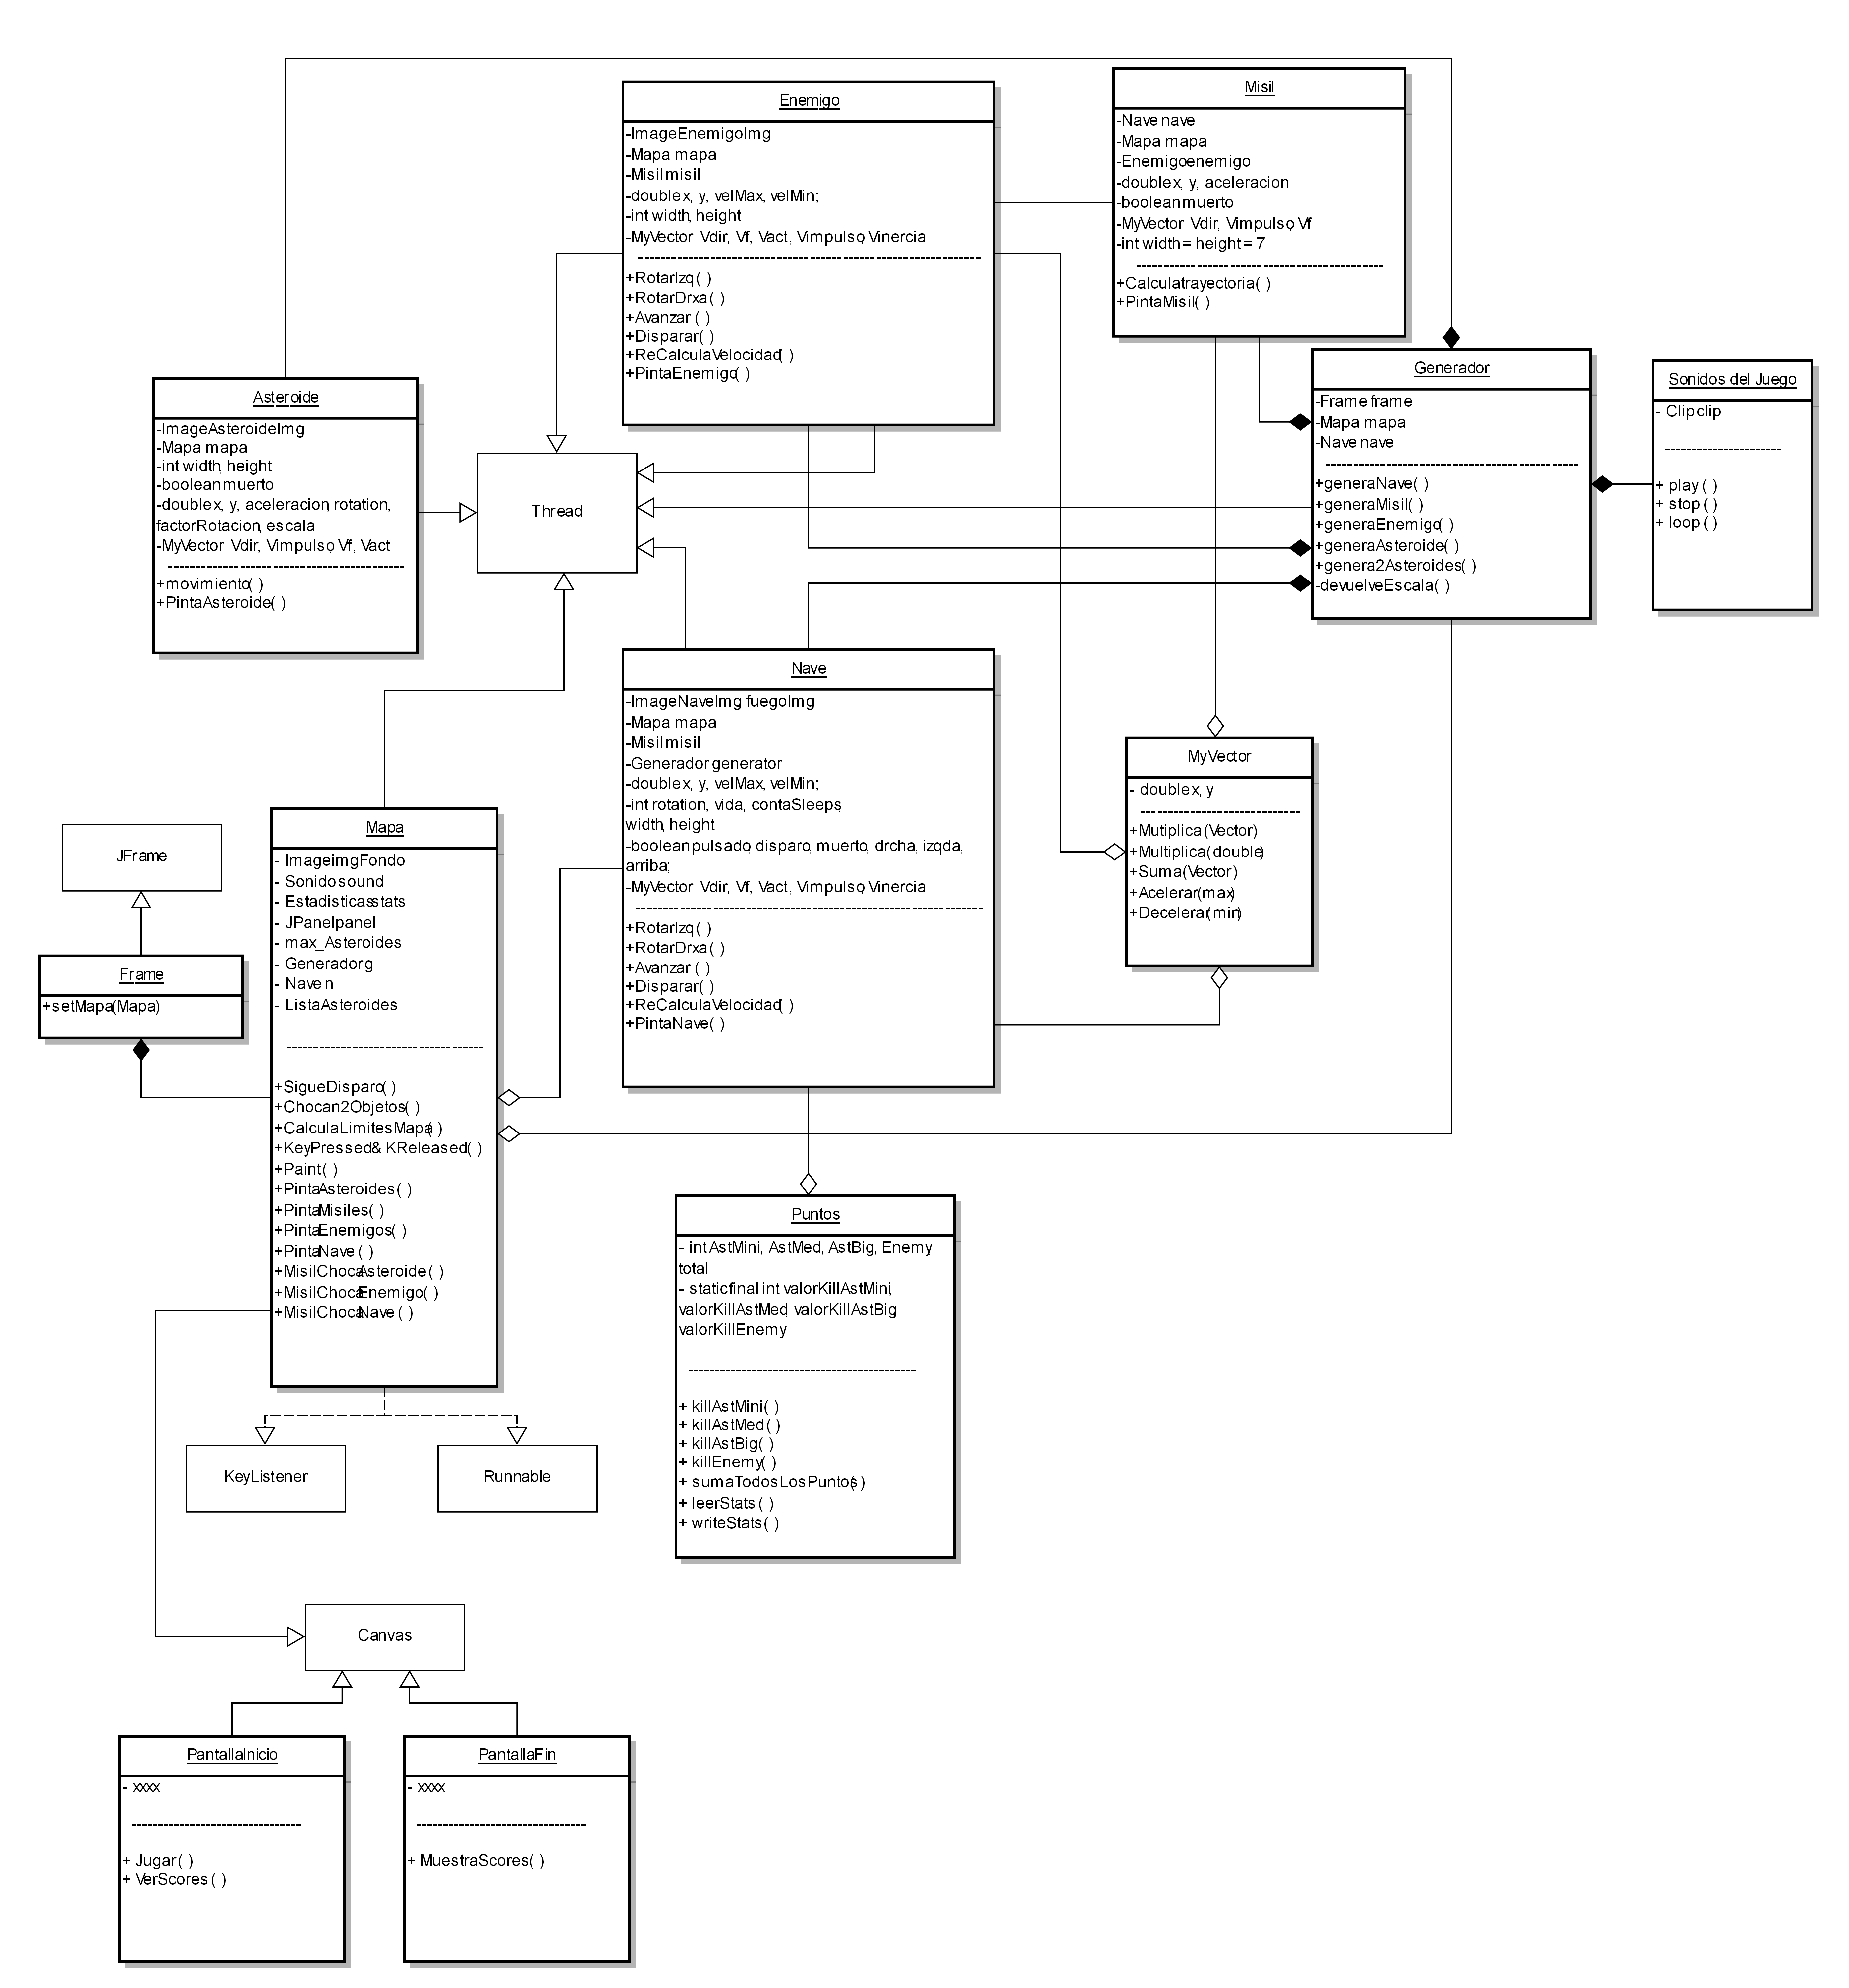 Enemigo
-ImageEnemigoImg
-Mapa mapa
-Misil misil
-double x, y, velMax, velMin;
-int width, height
-MyVector Vdir, Vf, Vact, Vimpulso, Vinercia
+RotarIzq( )
+RotarDrxa( )
+Avanzar ( )
+Disparar( )
+ReCalculaVelocidad( )
+PintaEnemigo( )
Misil
-Nave nave
-Mapa mapa
-Enemigo enemigo
-double x, y, aceleracion
-boolean muerto
-MyVector Vdir, Vimpulso, Vf
-int width = height = 7
+Calculatrayectoria( )
+PintaMisil( )
Generador
-Frame frame
-Mapa mapa
-Nave nave
+generaNave( )
+generaMisil( )
+generaEnemigo( )
+generaAsteroide( )
+genera2Asteroides( )
-devuelveEscala( )
Sonidos del Juego
- Clip clip
+ play ( )
+ stop ( )
+ loop ( )
Asteroide
-ImageAsteroideImg
-Mapa mapa
-int width, height
-boolean muerto
-double x, y, aceleracion, rotation,
factorRotacion, escala
-MyVector Vdir, Vimpulso, Vf, Vact
+movimiento( )
+PintaAsteroide( )
Thread
Nave
-ImageNaveImg, fuegoImg
-Mapa mapa
-Misil misil
-Generador generator
-double x, y, velMax, velMin;
-int rotation, vida, contaSleeps,
width, height
-boolean pulsado, disparo, muerto, drcha, izqda,
arriba;
-MyVector Vdir, Vf, Vact, Vimpulso, Vinercia
+RotarIzq( )
+RotarDrxa( )
+Avanzar ( )
+Disparar( )
+ReCalculaVelocidad( )
+PintaNave( )
MyVector
- double x, y
+Mutiplica(Vector)
+Multiplica(double)
+Suma(Vector)
+Acelerar(max)
+Decelerar(min)
JFrame
Frame
+setMapa(Mapa)
Mapa
- Image imgFondo
- Sonido sound
- Estadisticas stats
- JPanel panel
- max_Asteroides
- Generador g
- Nave n
- ListaAsteroides
+SigueDisparo( )
+Chocan2Objetos( )
+CalculaLimitesMapa( )
+KeyPressed & KReleased( )
+Paint( )
+PintaAsteroides( )
+PintaMisiles( )
+PintaEnemigos( )
+PintaNave ( )
+MisilChocaAsteroide ( )
+MisilChocaEnemigo( )
+MisilChocaNave ( )
Puntos
- int AstMini, AstMed, AstBig, Enemy,
total
- static final int valorKillAstMini,
valorKillAstMed, valorKillAstBig,
valorKillEnemy
+ killAstMini( )
+ killAstMed( )
+ killAstBig( )
+ killEnemy( )
+ sumaTodosLosPuntos( )
+ leerStats ( )
+ writeStats( )
KeyListener
Runnable
Canvas
PantallaInicio
- xxxx
+ Jugar( )
+ VerScores ( )
PantallaFin
- xxxx
+ MuestraScores( )